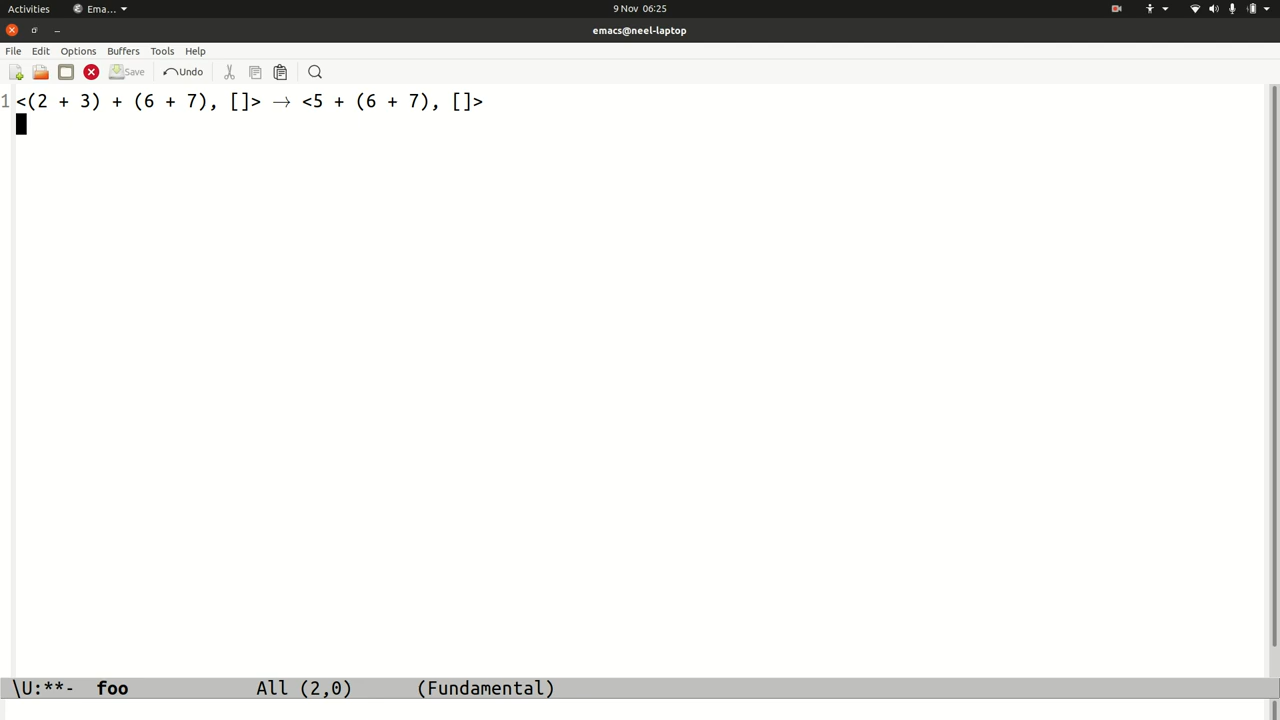 Activities Ema... 9 Nov 06:25
emacs@neel-laptop
File Edit Options Buffers Tools Help
Save Undo
1 <(2 + 3) + (6 + 7), []> → <5 + (6 + 7), []>
\U:**- foo All (2,0) (Fundamental)